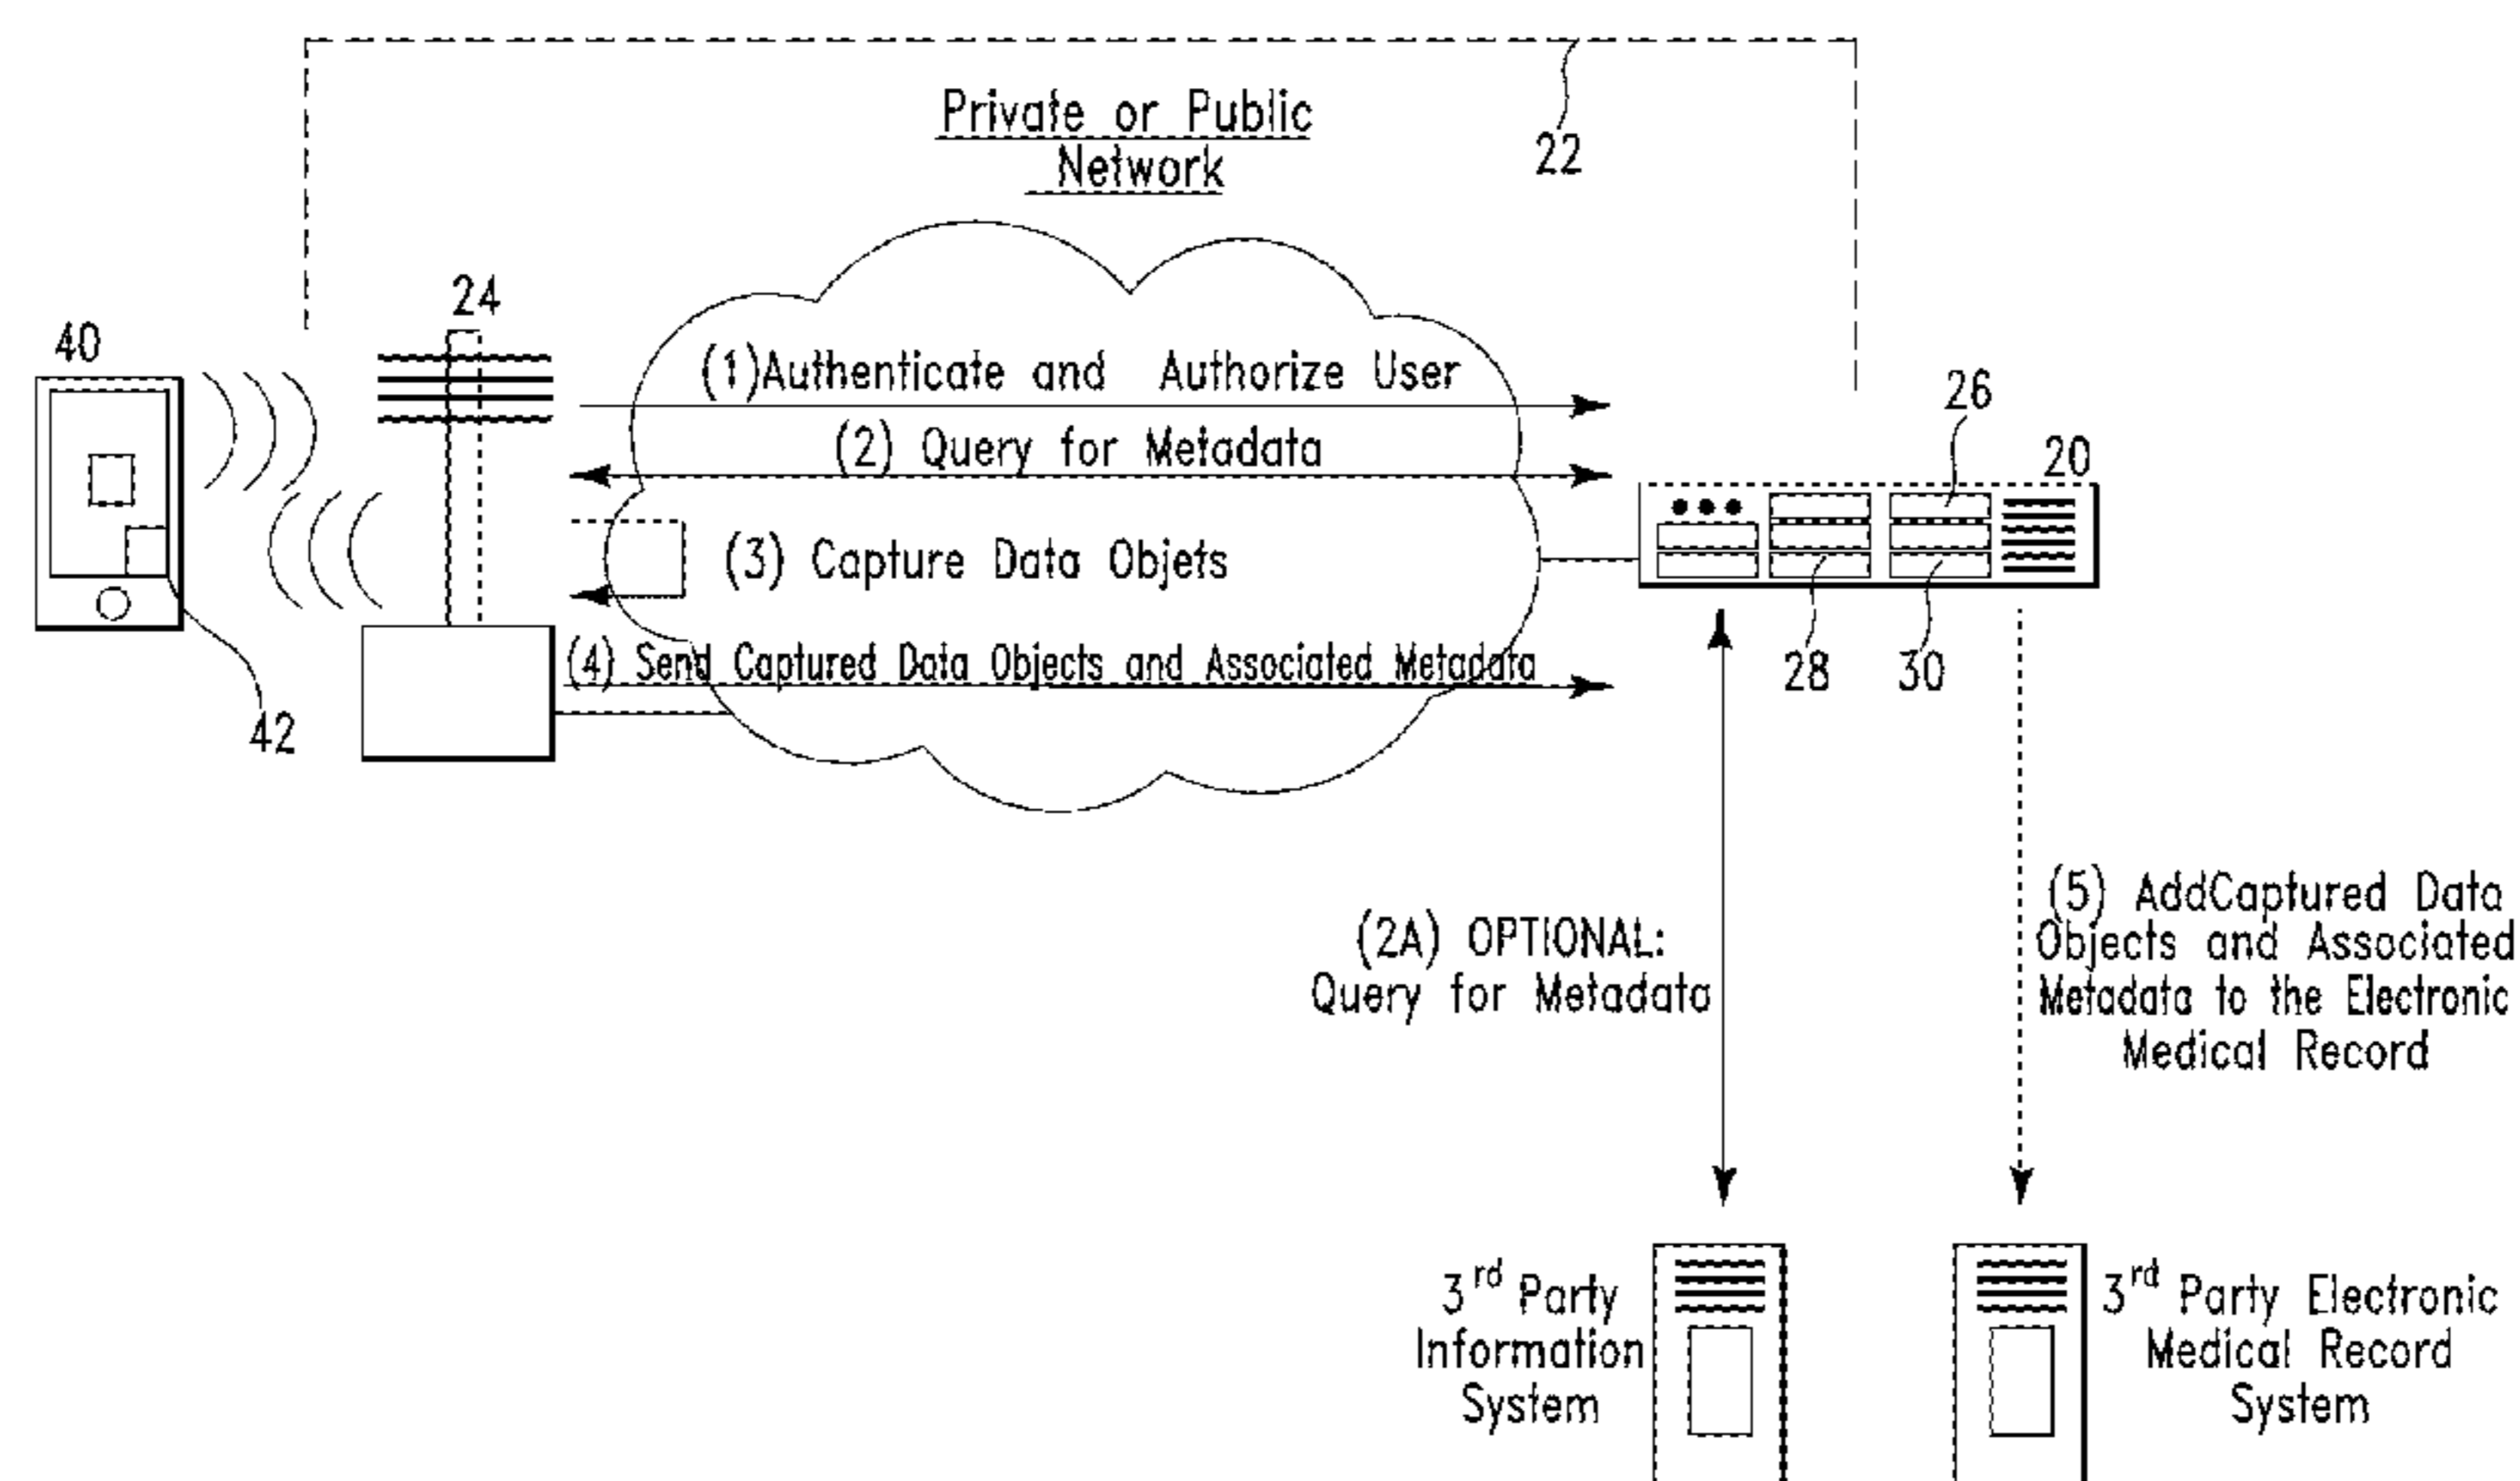 Private or Public
Network
22
24
40
(1)Authenticate and Authorize User
26
(2) Query for Metadata
20
(3) Capture Data Objets
(4) Send Captured Data Objects and Associated Metadata
28
30
42
(2A) OPTIONAL:
Query for Metadata
(5) AddCaptured Data
Objects and Associated
Metadata to the Electronic
Medical Record
3rd Party
Information
System
3rd Party Electronic
Medical Record
System